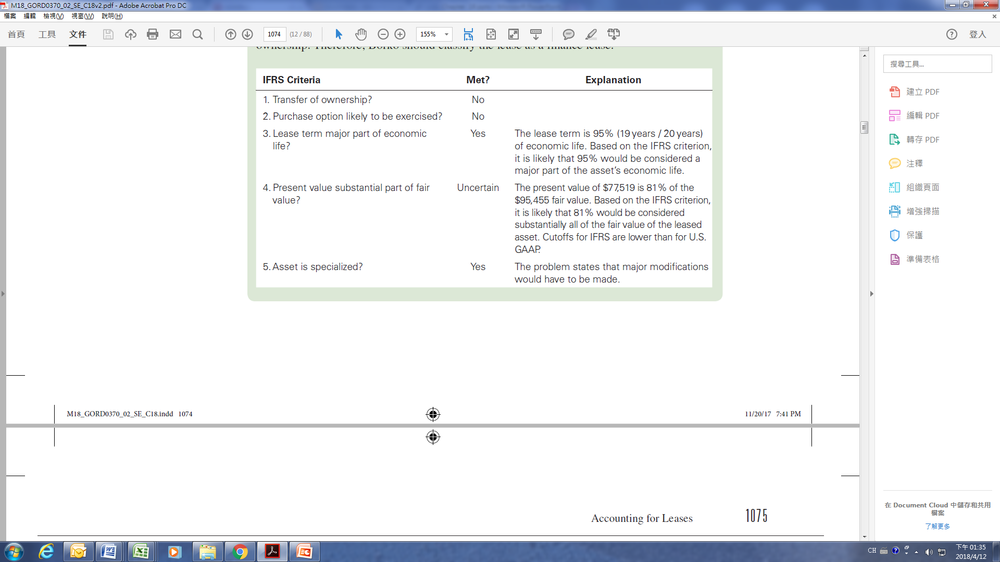 M18_GORD0370_02_SE_C18v2.pdf - Adobe Acrobat Pro DC
檔案 編輯 檢視(V) 視窗(W) 說明(H)
首頁 工具 文件 1074 (12 / 88) 155% 登入
ownership. Therefore, Borko should classify the lease as a finance lease.
IFRS Criteria Met? Explanation
1. Transfer of ownership? No
2. Purchase option likely to be exercised? No
3. Lease term major part of economic Yes The lease term is 95% (19 years / 20 years)
life? of economic life. Based on the IFRS criterion,
it is likely that 95% would be considered a
major part of the asset's economic life.
4. Present value substantial part of fair Uncertain The present value of $77,519 is 81% of the
value? $95,455 fair value. Based on the IFRS criterion,
it is likely that 81% would be considered
substantially all of the fair value of the leased
asset. Cutoffs for IFRS are lower than for U.S.
GAAP.
5. Asset is specialized? Yes The problem states that major modifications
would have to be made.
M18_GORD0370_02_SE_C18.indd 1074 11/20/17 7:41 PM
Accounting for Leases 1075
搜尋工具...
建立 PDF
編輯 PDF
轉存 PDF
注釋
組織頁面
增強掃描
保護
準備表格
在 Document Cloud 中儲存和共用
檔案
了解更多
CH
下午 01:35
2018/4/12